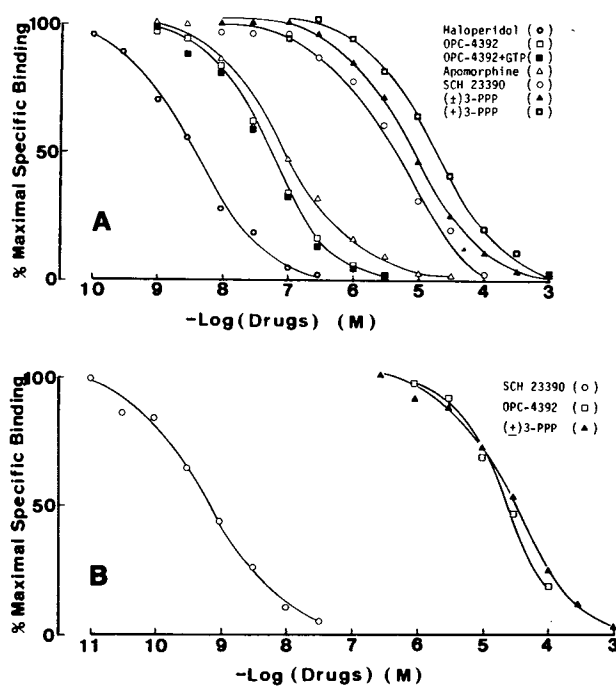 % Maximal Specific Binding
100
50
0
A
Haloperidol (○)
OPC-4392 (□)
OPC-4392+GTP(■)
Apomorphine (△)
SCH 23390 (○)
(±)3-PPP (▲)
(+)3-PPP (□)
10 9 8 7 6 5 4 3
-Log(Drugs) (M)
% Maximal Specific Binding
100
50
0
B
SCH 23390 (○)
OPC-4392 (□)
(±)3-PPP (▲)
11 10 9 8 7 6 5 4 3
-Log(Drugs) (M)